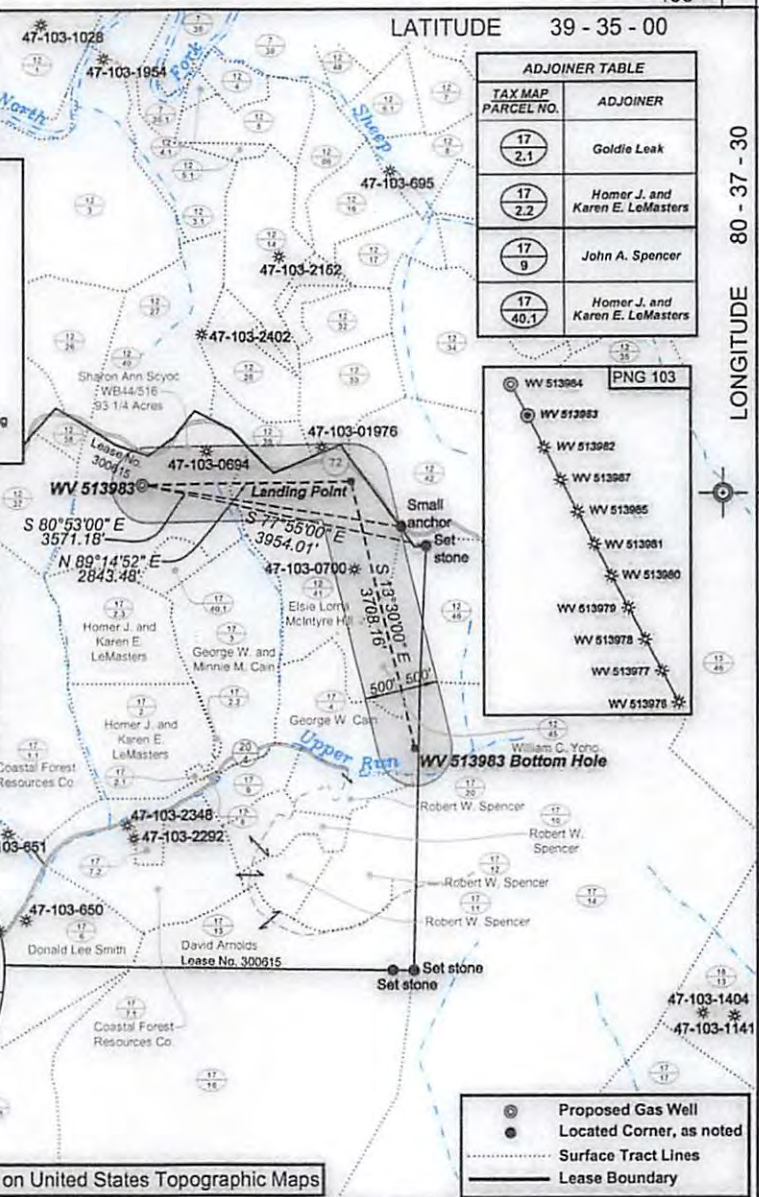 LATITUDE 39 - 35 - 00
LONGITUDE 80 - 37 - 30
ADJOINER TABLE
TAX MAP PARCEL NO. ADJOINER
17 2.1 Goldie Leak
17 2.2 Homer J. and
Karen E. LeMasters
17 9 John A. Spencer
17 40.1 Homer J. and
Karen E. LeMasters
PNG 103
WV 513984
WV 513983
WV 513982
WV 513987
WV 513985
WV 513981
WV 513980
WV 513979
WV 513978
WV 513977
WV 513976
47-103-1028
47-103-1954
North
Fork
Sheep
47-103-695
47-103-2162
47-103-2402
Sharon Ann Scyoc
WB44/516
93 1/4 Acres
47-103-01976
47-103-0694
Lease No.
300615
72
WV 513983
Landing Point
Small
anchor
Set
stone
S 80°53'00" E
3571.18'
S 77°55'00" E
3954.01'
N 89°14'52" E
2843.48'
47-103-0700
S 13°30'00" E
3708.16'
Elsie Lorna
McIntyre Hill
Homer J. and
Karen E.
LeMasters
George W. and
Minnie M. Cain
500' 500'
George W. Cain
Homer J. and
Karen E.
LeMasters
Upper Run
WV 513983 Bottom Hole
William C. Yoho
Coastal Forest
Resources Co.
Robert W. Spencer
Robert W.
Spencer
Robert W. Spencer
Robert W. Spencer
47-103-2348
47-103-2292
103-651
47-103-650
Donald Lee Smith
David Arnolds
Lease No. 300615
Set stone
Set stone
Coastal Forest
Resources Co.
47-103-1404
47-103-1141
Proposed Gas Well
Located Corner, as noted
Surface Tract Lines
Lease Boundary
on United States Topographic Maps